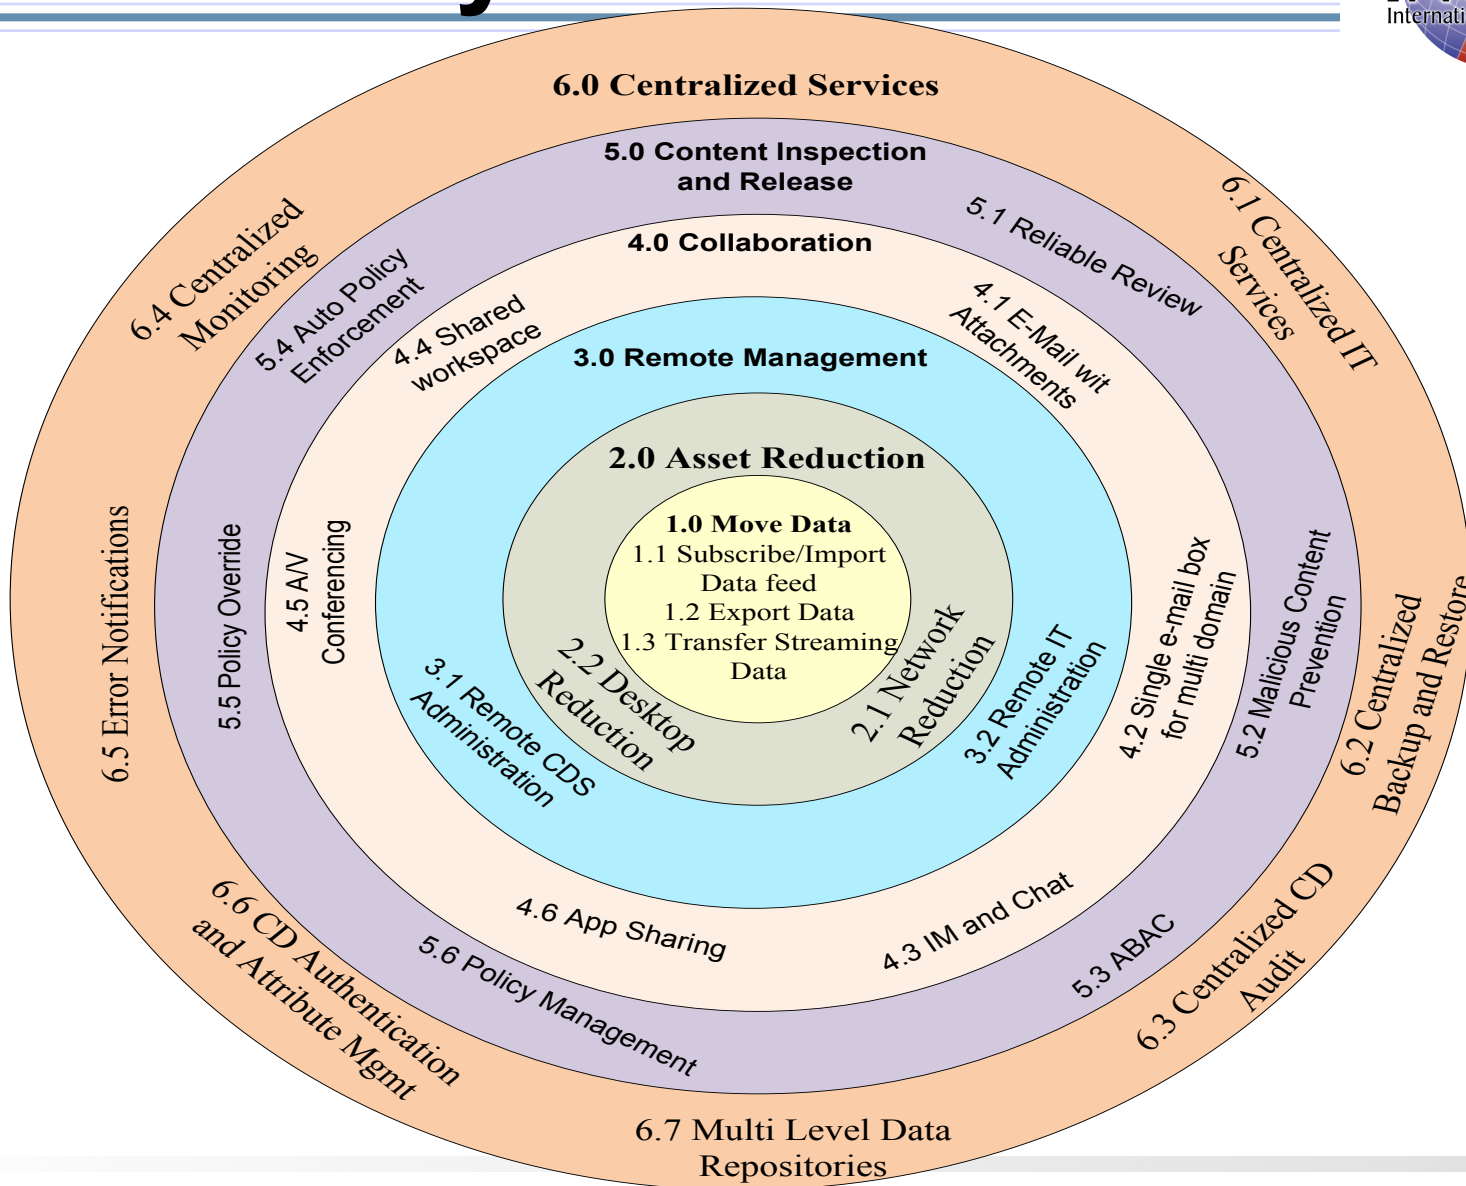 Internati
6.0 Centralized Services
5.0 Content Inspection
and Release
4.0 Collaboration
3.0 Remote Management
2.0 Asset Reduction
1.0 Move Data
1.1 Subscribe/Import
Data feed
1.2 Export Data
1.3 Transfer Streaming
Data
2.1 Network
Reduction
2.2 Desktop
Reduction
3.1 Remote CDS
Administration
3.2 Remote IT
Administration
4.1 E-Mail wit
Attachments
4.2 Single e-mail box
for multi domain
4.3 IM and Chat
4.4 Shared
workspace
4.5 A/V
Conferencing
4.6 App Sharing
5.1 Reliable Review
5.2 Malicious Content
Prevention
5.3 ABAC
5.4 Auto Policy
Enforcement
5.5 Policy Override
5.6 Policy Management
6.1 Centralized IT
Services
6.2 Centralized
Backup and Restore
6.3 Centralized CD
Audit
6.4 Centralized
Monitoring
6.5 Error Notifications
6.6 CD Authentication
and Attribute Mgmt
6.7 Multi Level Data
Repositories